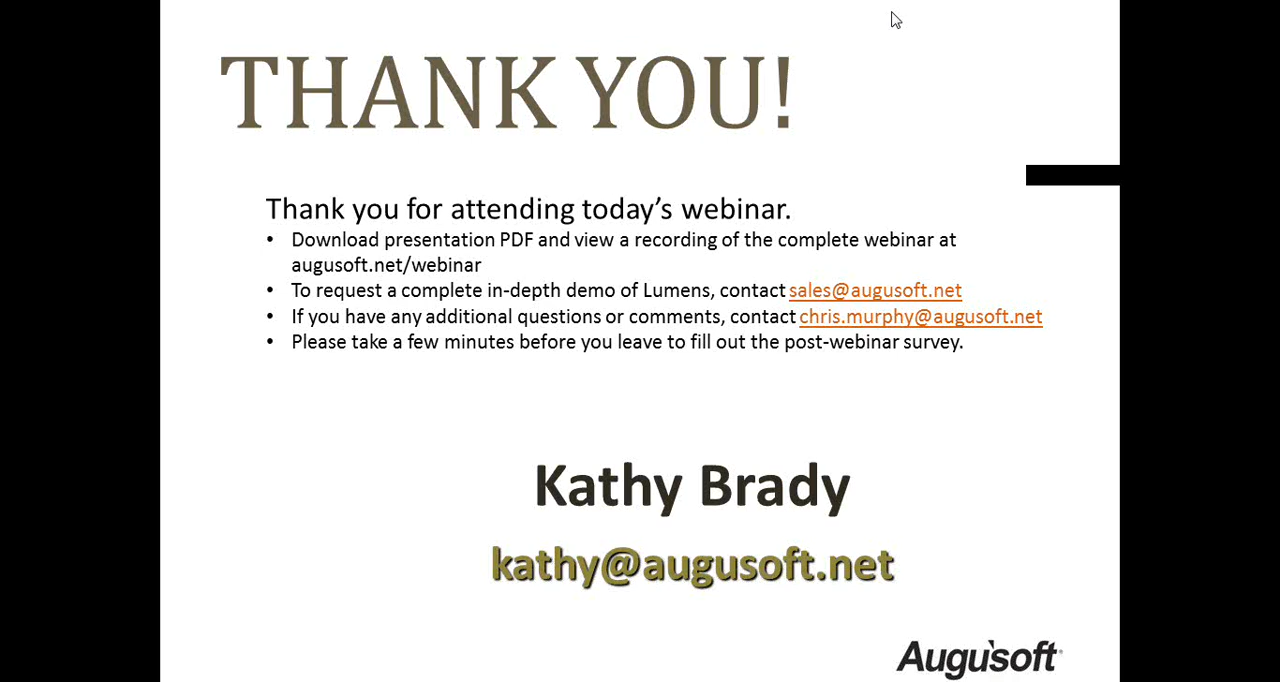 THANK YOU!
Thank you for attending today’s webinar.
• Download presentation PDF and view a recording of the complete webinar at
augusoft.net/webinar
• To request a complete in-depth demo of Lumens, contact sales@augusoft.net
• If you have any additional questions or comments, contact chris.murphy@augusoft.net
• Please take a few minutes before you leave to fill out the post-webinar survey.
Kathy Brady
kathy@augusoft.net
Augusoft®